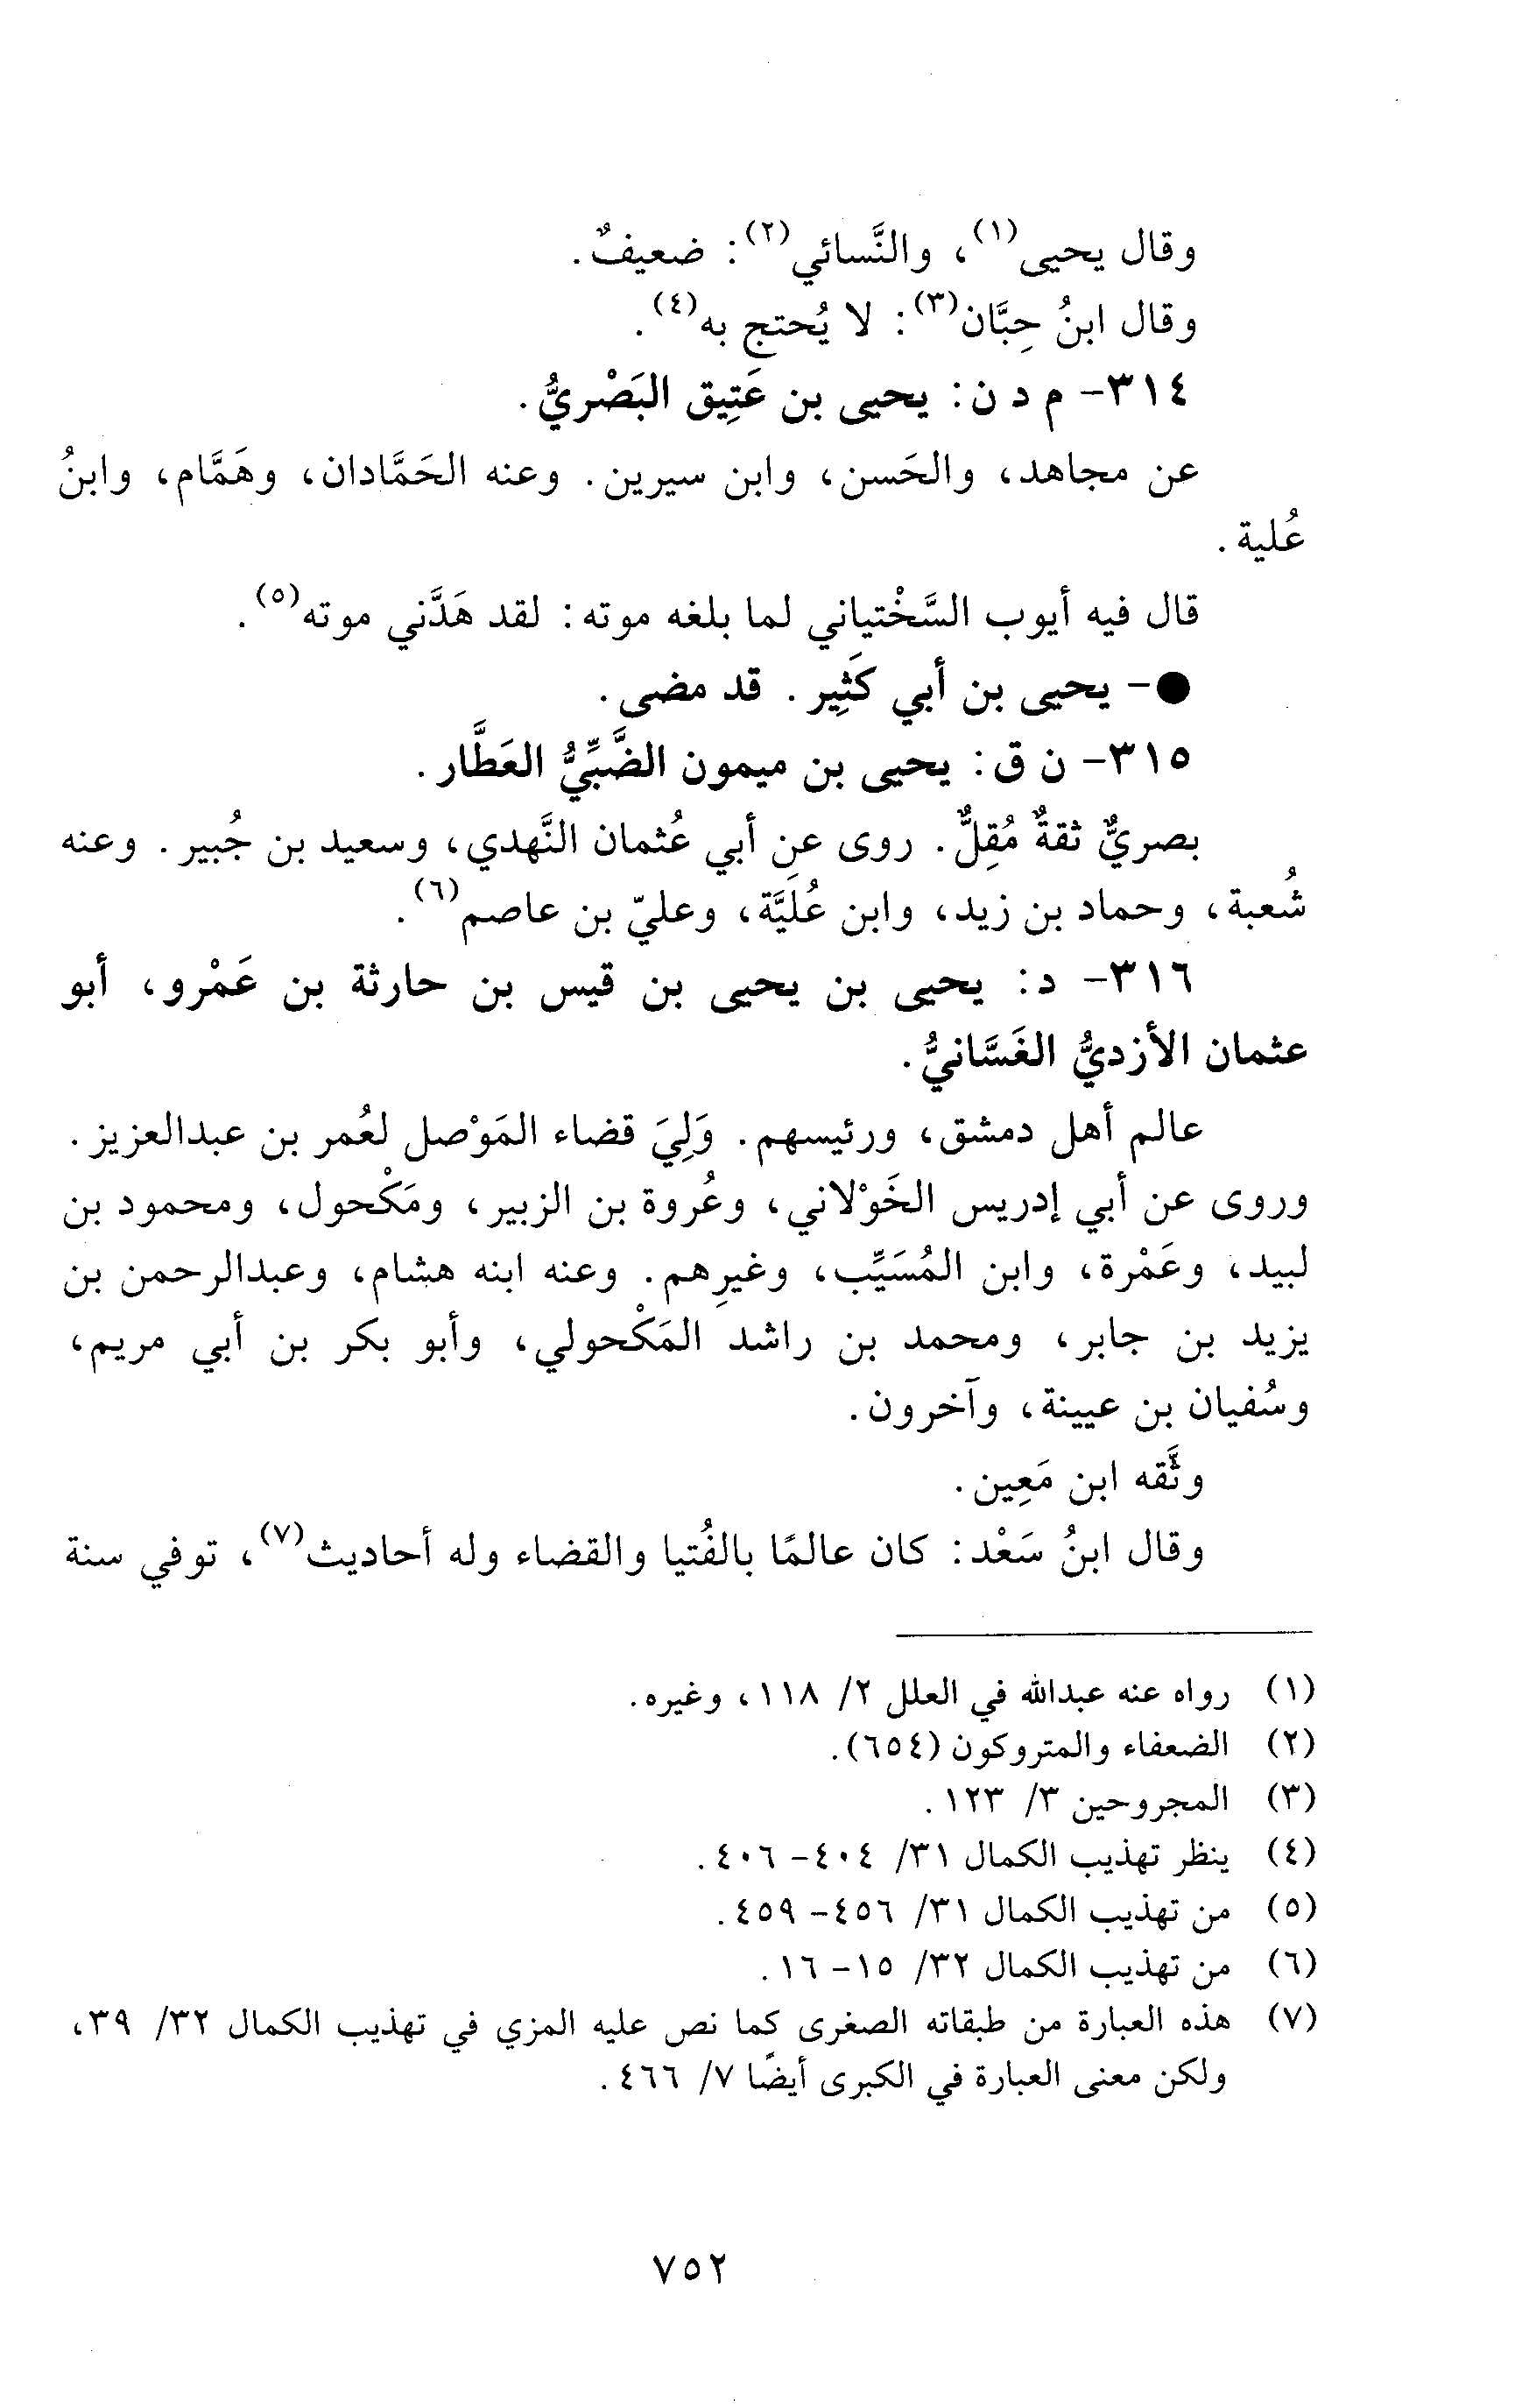 وقال يحيى(١)، والنَّسائي(٢): ضعيفٌ.
وقال ابنُ حِبَّان(٣): لا يُحتج به(٤).
٣١٤- م د ن: يحيى بن عَتِيق البَصْريُّ.
عن مجاهد، والحَسن، وابن سيرين. وعنه الحَمَّادان، وهَمَّام، وابنُ
عُلية.
قال فيه أيوب السَّخْتياني لما بلغه موته: لقد هَدَّني موته(٥).
●- يحيى بن أبي كَثِير. قد مضى.
٣١٥- ن ق: يحيى بن ميمون الضَّبِّيُّ العَطَّار.
بصريٌّ ثقةٌ مُقِلٌّ. روى عن أبي عُثمان النَّهدي، وسعيد بن جُبير. وعنه
شُعبة، وحماد بن زيد، وابن عُلَيَّة، وعليّ بن عاصم(٦).
٣١٦- د: يحيى بن يحيى بن قيس بن حارثة بن عَمْرو، أبو
عثمان الأزديُّ الغَسَّانيُّ.
عالم أهل دمشق، ورئيسهم. وَلِيَ قضاء المَوْصل لعُمر بن عبدالعزيز.
وروى عن أبي إدريس الخَوْلاني، وعُروة بن الزبير، ومَكْحول، ومحمود بن
لبيد، وعَمْرة، وابن المُسَيِّب، وغيرِهم. وعنه ابنه هشام، وعبدالرحمن بن
يزيد بن جابر، ومحمد بن راشد المَكْحولي، وأبو بكر بن أبي مريم،
وسُفيان بن عيينة، وآخرون.
وثَّقه ابن مَعِين.
وقال ابنُ سَعْد: كان عالمًا بالفُتيا والقضاء وله أحاديث(٧)، توفي سنة
(١) رواه عنه عبدالله في العلل ٢/ ١١٨، وغيره.
(٢) الضعفاء والمتروكون (٦٥٤).
(٣) المجروحين ٣/ ١٢٣.
(٤) ينظر تهذيب الكمال ٣١/ ٤٠٤- ٤٠٦.
(٥) من تهذيب الكمال ٣١/ ٤٥٦- ٤٥٩.
(٦) من تهذيب الكمال ٣٢/ ١٥- ١٦.
(٧) هذه العبارة من طبقاته الصغرى كما نص عليه المزي في تهذيب الكمال ٣٢/ ٣٩،
ولكن معنى العبارة في الكبرى أيضًا ٧/ ٤٦٦.
٧٥٢